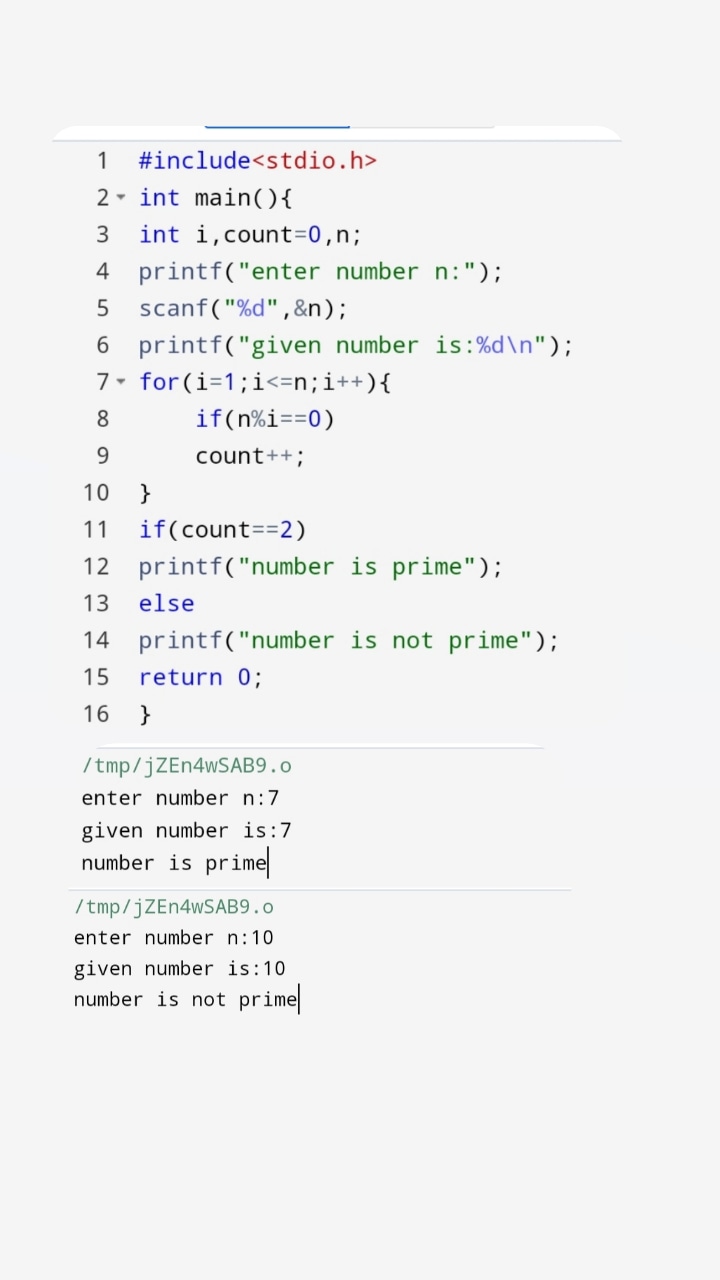 1 #include<stdio.h>
2 int main(){
3 int i,count=0,n;
4 printf("enter number n:");
5 scanf("%d",&n);
6 printf("given number is:%d\n");
7 for(i=1;i<=n;i++){
8     if(n%i==0)
9     count++;
10 }
11 if(count==2)
12 printf("number is prime");
13 else
14 printf("number is not prime");
15 return 0;
16 }
/tmp/jZEn4wSAB9.o
enter number n:7
given number is:7
number is prime
/tmp/jZEn4wSAB9.o
enter number n:10
given number is:10
number is not prime